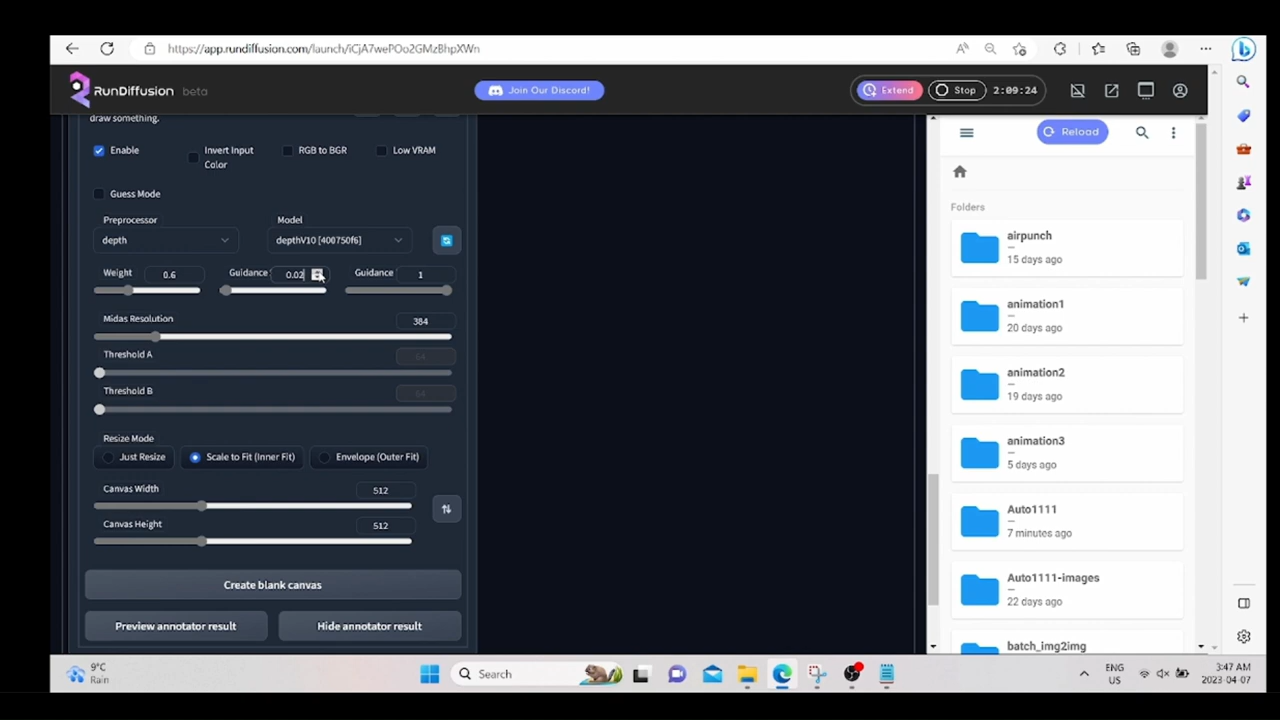 https://app.rundiffusion.com/launch/iCjA7wePOo2GMzBhpXWn
RunDiffusion beta
Join Our Discord!
Extend
Stop
2:09:24
draw something.
Enable
Invert Input
Color
RGB to BGR
Low VRAM
Guess Mode
Preprocessor
Model
depth
depthV10 [400750f6]
Weight
0.6
Guidance
0.02
Guidance
1
Midas Resolution
384
Threshold A
64
Threshold B
64
Resize Mode
Just Resize
Scale to Fit (Inner Fit)
Envelope (Outer Fit)
Canvas Width
512
Canvas Height
512
Create blank canvas
Preview annotator result
Hide annotator result
Reload
Folders
airpunch
—
15 days ago
animation1
—
20 days ago
animation2
—
19 days ago
animation3
—
5 days ago
Auto1111
—
7 minutes ago
Auto1111-images
—
22 days ago
batch_img2img
9°C
Rain
Search
ENG
US
3:47 AM
2023-04-07